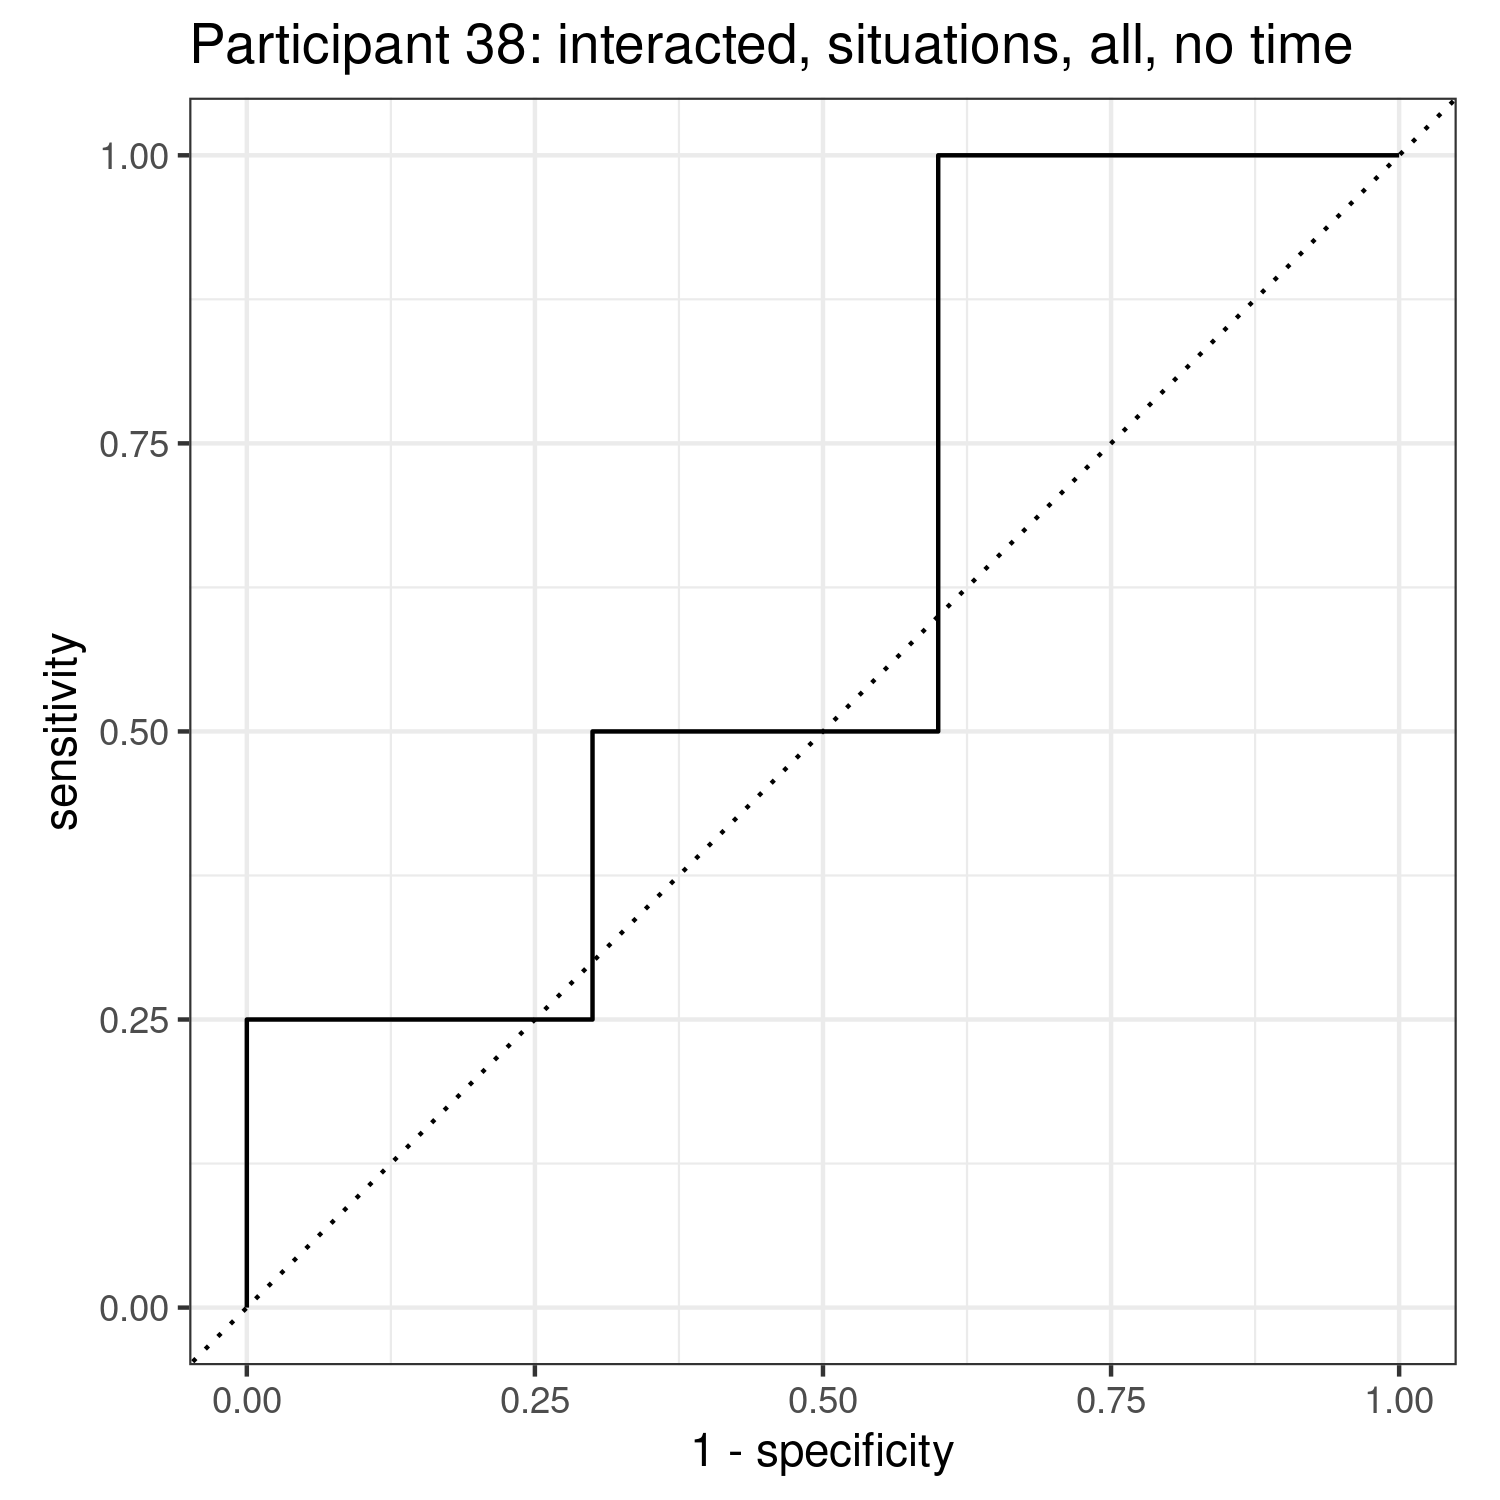 Participant 38: interacted, situations, all, no time
1.00
0.75
0.50
0.25
0.00
sensitivity
0.00 0.25 0.50 0.75 1.00
1 - specificity